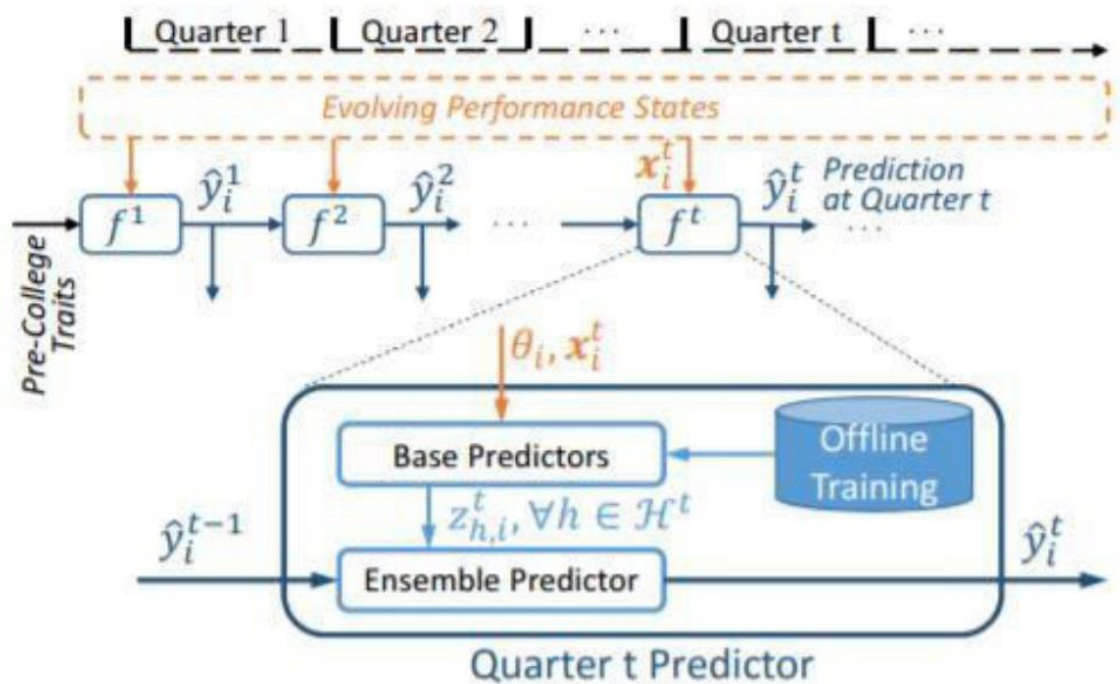 Quarter 1 Quarter 2 ... Quarter t ...
Evolving Performance States
x_i^t
ŷ_i^1 ŷ_i^2 ŷ_i^t Prediction
at Quarter t
f^1 f^2 ... f^t ...
Pre-College
Traits
θ_i, x_i^t
Base Predictors
Offline
Training
z_{h,i}^t, ∀h ∈ ℋ^t
ŷ_i^{t-1} ŷ_i^t
Ensemble Predictor
Quarter t Predictor